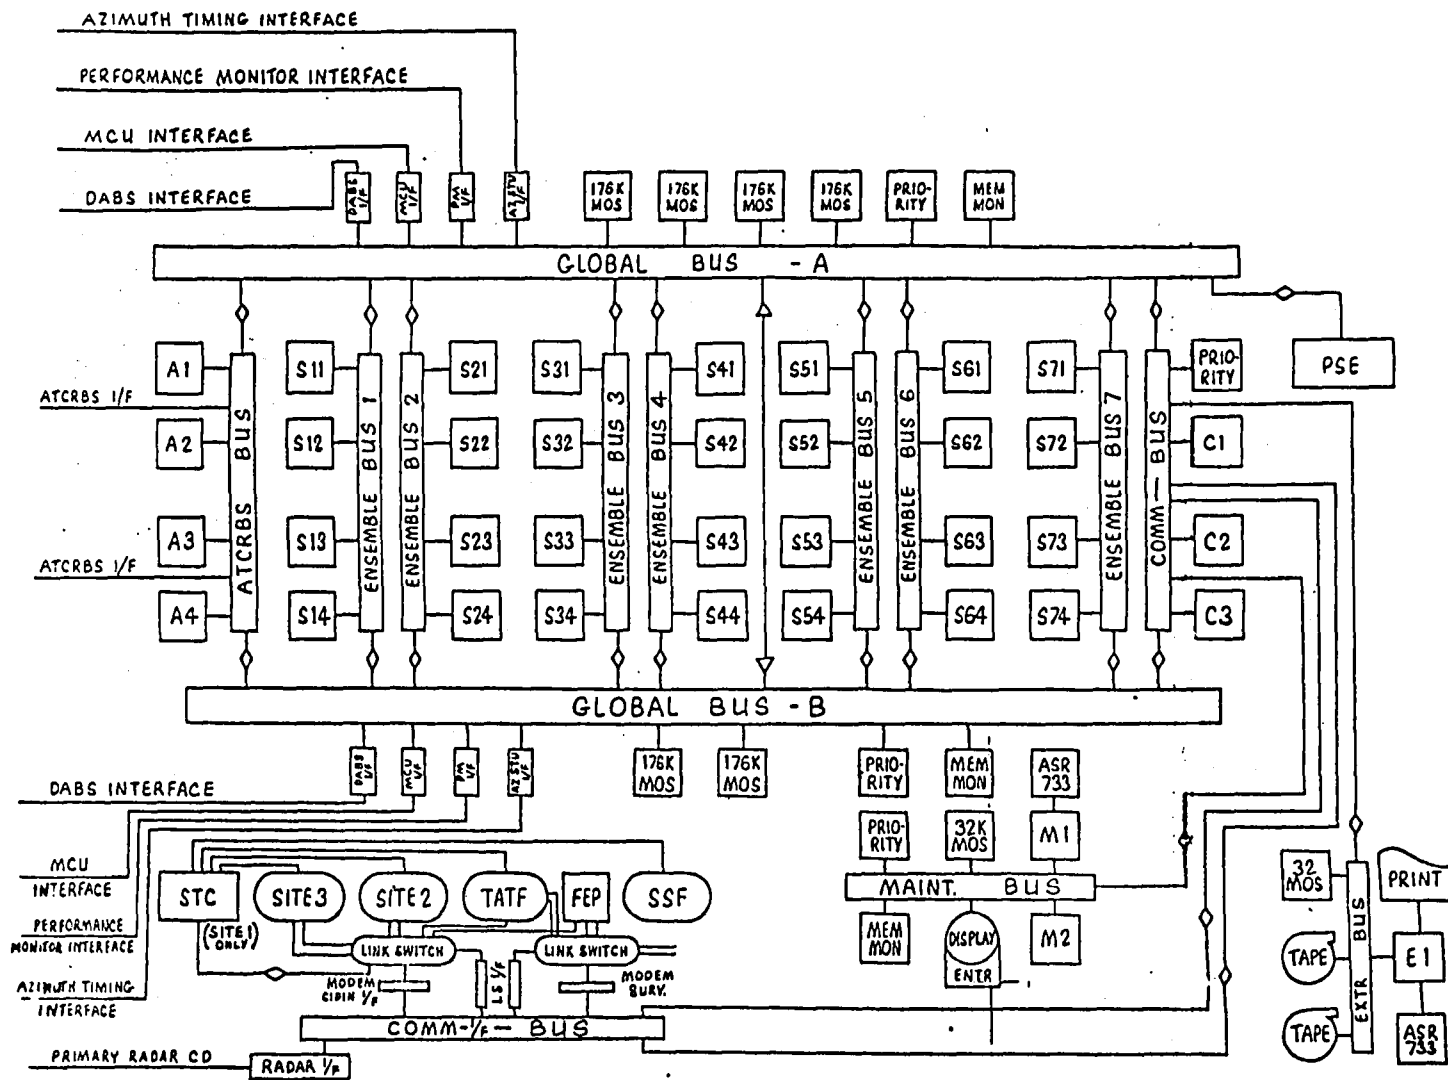 AZIMUTH TIMING INTERFACE
PERFORMANCE MONITOR INTERFACE
MCU INTERFACE
DABS INTERFACE
DABS I/F
MCU I/F
PM I/F
AZ STU I/F
176K MOS
176K MOS
176K MOS
176K MOS
PRIO-RITY
MEM MON
GLOBAL BUS - A
A1
A2
A3
A4
ATCRBS I/F
ATCRBS I/F
ATCRBS BUS
S11
S12
S13
S14
ENSEMBLE BUS 1
ENSEMBLE BUS 2
S21
S22
S23
S24
S31
S32
S33
S34
ENSEMBLE BUS 3
ENSEMBLE BUS 4
S41
S42
S43
S44
S51
S52
S53
S54
ENSEMBLE BUS 5
ENSEMBLE BUS 6
S61
S62
S63
S64
S71
S72
S73
S74
ENSEMBLE BUS 7
COMM - BUS
PRIO-RITY
C1
C2
C3
PSE
GLOBAL BUS - B
DABS I/F
MCU I/F
PM I/F
AZ STU I/F
176K MOS
176K MOS
PRIO-RITY
MEM MON
ASR 733
DABS INTERFACE
MCU INTERFACE
PERFORMANCE MONITOR INTERFACE
AZIMUTH TIMING INTERFACE
PRIO-RITY
32K MOS
M1
MAINT. BUS
MEM MON
DISPLAY
ENTR
M2
STC
(SITE 1 ONLY)
SITE3
SITE2
TATF
FEP
SSF
LINK SWITCH
LINK SWITCH
MODEM CIDIN I/F
LS I/F
MODEM SURV.
COMM-I/F- BUS
PRIMARY RADAR CD
RADAR I/F
32 MOS
PRINT
TAPE
TAPE
EXTR BUS
E1
ASR 733